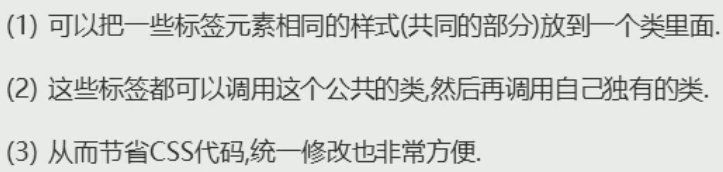 (1) 可以把一些标签元素相同的样式(共同的部分)放到一个类里面.
(2) 这些标签都可以调用这个公共的类,然后再调用自己独有的类.
(3) 从而节省CSS代码,统一修改也非常方便.